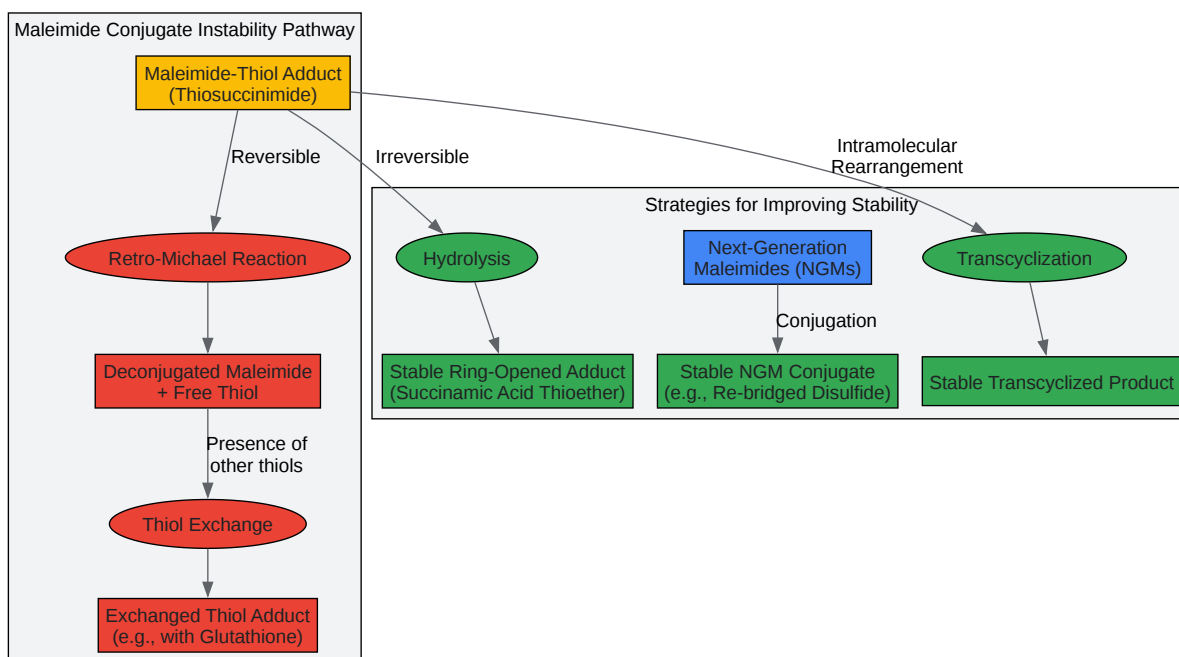 Maleimide Conjugate Instability Pathway
Maleimide-Thiol Adduct
(Thiosuccinimide)
Reversible
Irreversible
Intramolecular
Rearrangement
Strategies for Improving Stability
Retro-Michael Reaction
Hydrolysis
Next-Generation
Maleimides (NGMs)
Transcyclization
Conjugation
Deconjugated Maleimide
+ Free Thiol
Stable Ring-Opened Adduct
(Succinamic Acid Thioether)
Stable NGM Conjugate
(e.g., Re-bridged Disulfide)
Stable Transcyclized Product
Presence of
other thiols
Thiol Exchange
Exchanged Thiol Adduct
(e.g., with Glutathione)